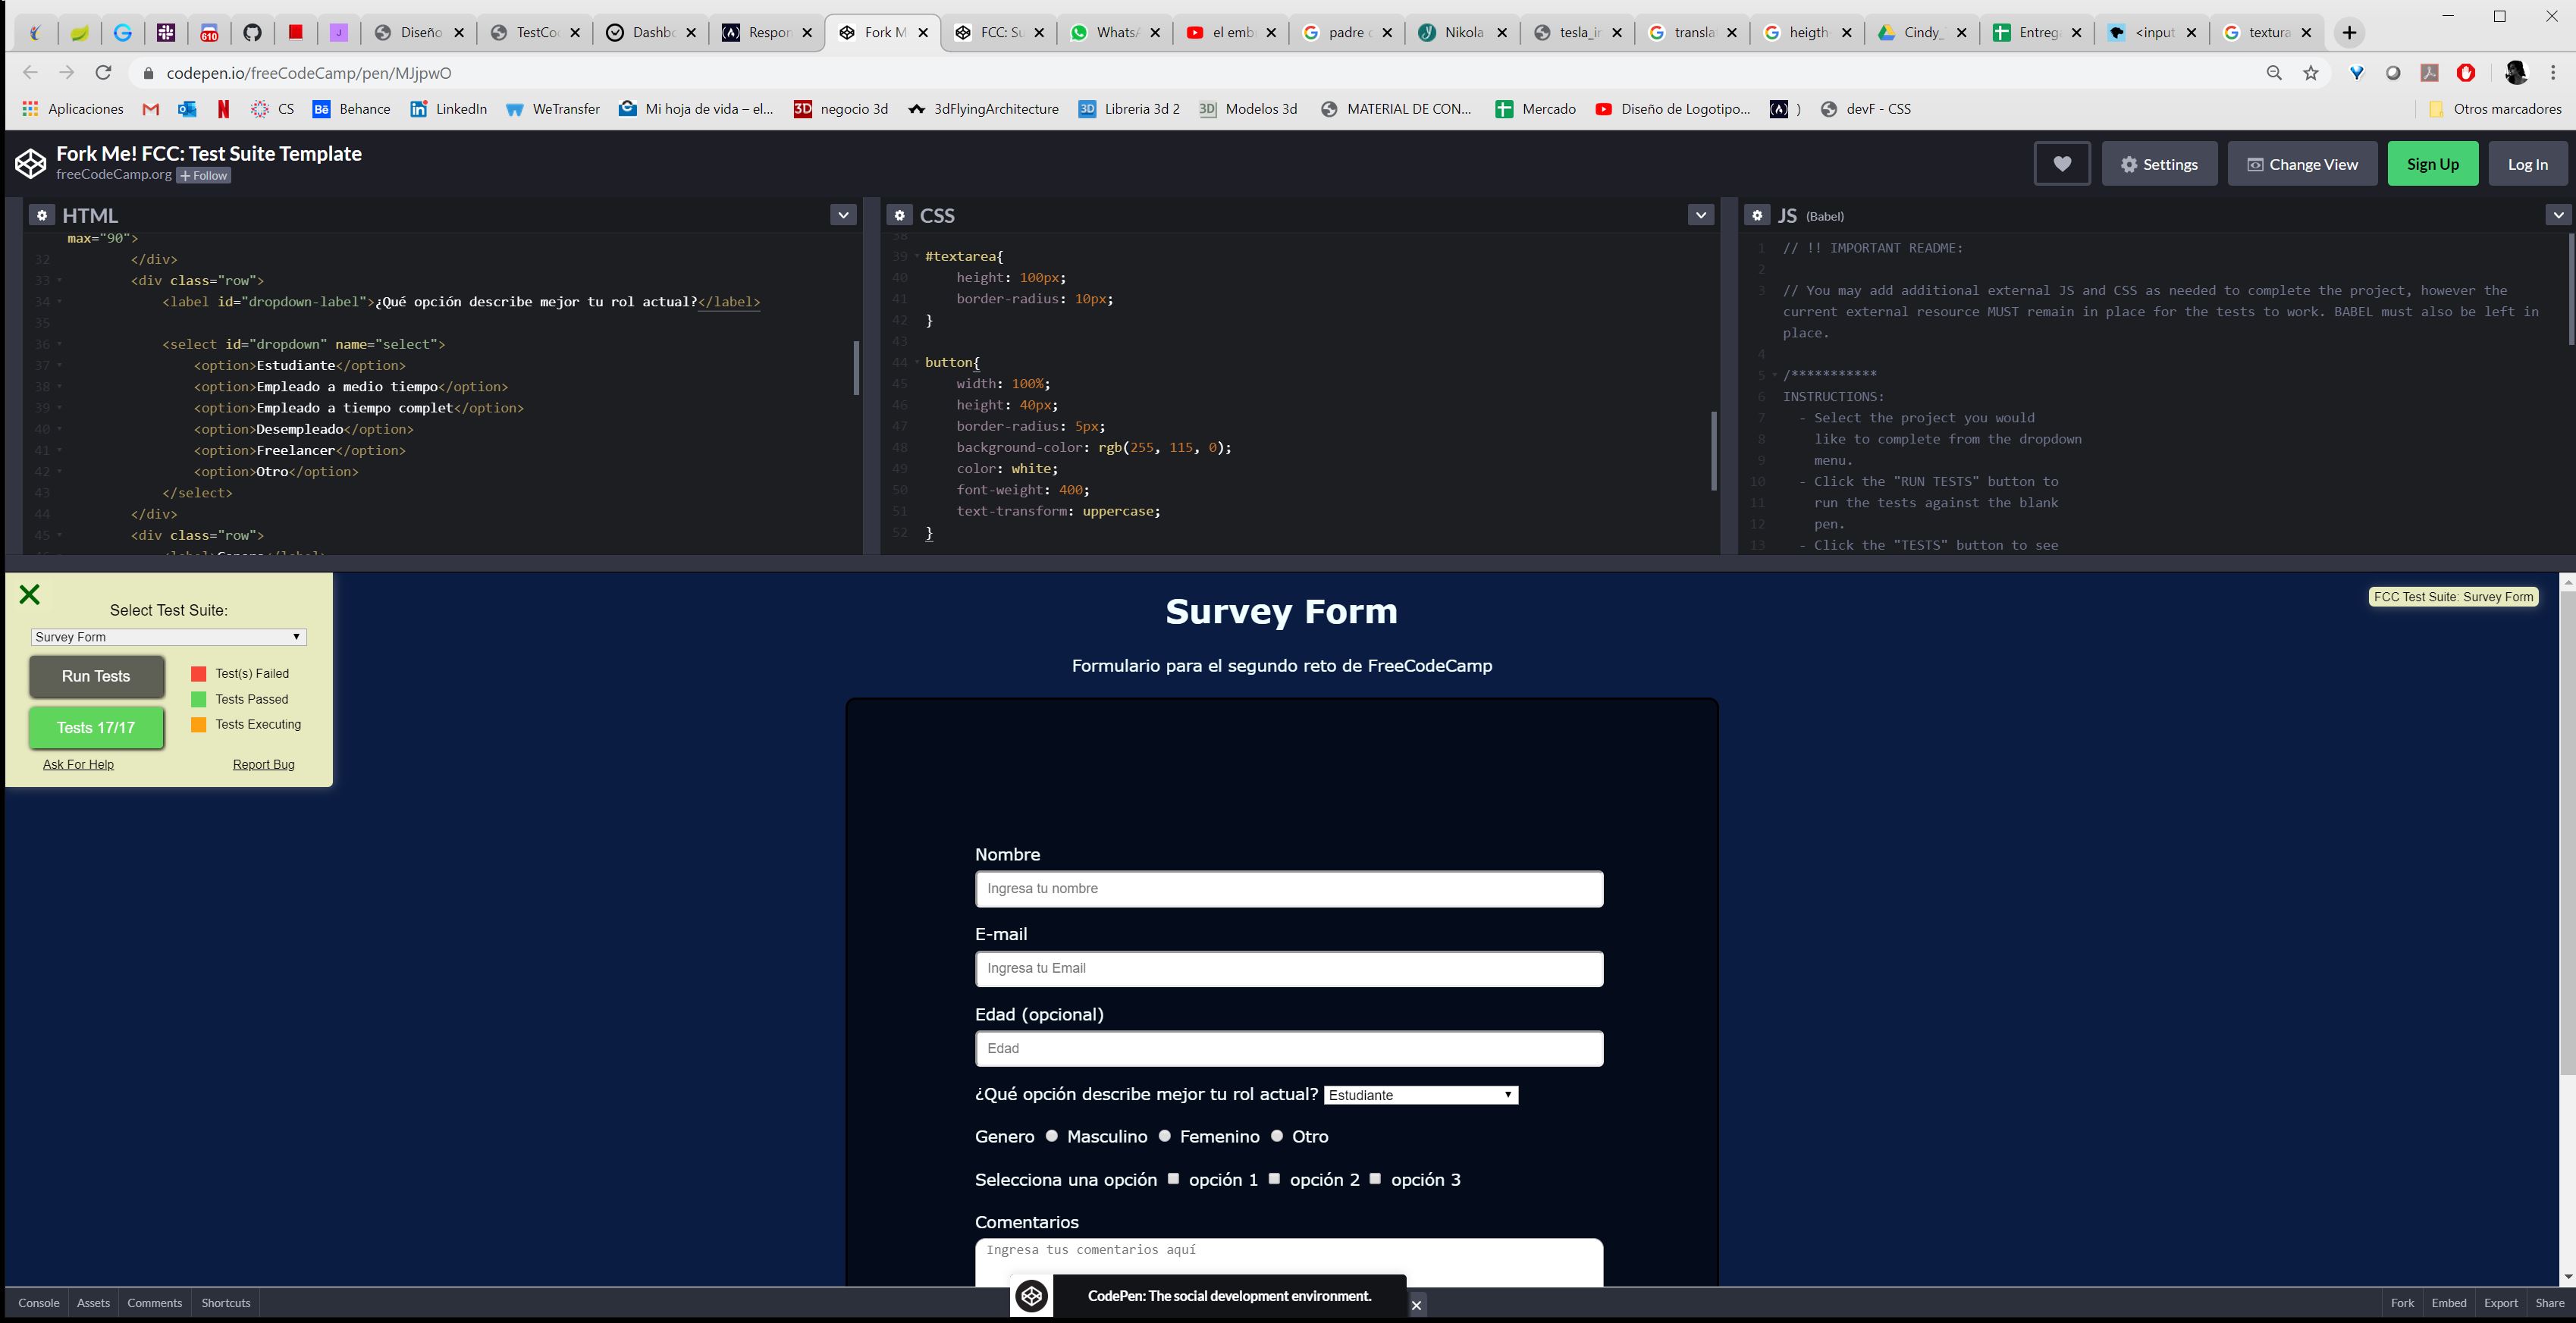 610
J
Diseño
TestCo
Dashb
Respon
Fork M
FCC: Su
Whats
el emb
padre
Nikola
tesla_ir
transla
heigth
Cindy_
Entreg
<input
textura
codepen.io/freeCodeCamp/pen/MJjpwO
Aplicaciones
CS
Behance
LinkedIn
WeTransfer
Mi hoja de vida – el...
negocio 3d
3dFlyingArchitecture
Libreria 3d 2
Modelos 3d
MATERIAL DE CON...
Mercado
Diseño de Logotipo...
)
devF - CSS
Otros marcadores
Fork Me! FCC: Test Suite Template
freeCodeCamp.org + Follow
Settings
Change View
Sign Up
Log In
HTML
max="90">
32 </div>
33 <div class="row">
34 <label id="dropdown-label">¿Qué opción describe mejor tu rol actual?</label>
35
36 <select id="dropdown" name="select">
37 <option>Estudiante</option>
38 <option>Empleado a medio tiempo</option>
39 <option>Empleado a tiempo complet</option>
40 <option>Desempleado</option>
41 <option>Freelancer</option>
42 <option>Otro</option>
43 </select>
44 </div>
45 <div class="row">
CSS
38
39 #textarea{
40 height: 100px;
41 border-radius: 10px;
42 }
43
44 button{
45 width: 100%;
46 height: 40px;
47 border-radius: 5px;
48 background-color: rgb(255, 115, 0);
49 color: white;
50 font-weight: 400;
51 text-transform: uppercase;
52 }
JS (Babel)
1 // !! IMPORTANT README:
2
3 // You may add additional external JS and CSS as needed to complete the project, however the
current external resource MUST remain in place for the tests to work. BABEL must also be left in
place.
4
5 /***********
6 INSTRUCTIONS:
7 - Select the project you would
8 like to complete from the dropdown
9 menu.
10 - Click the "RUN TESTS" button to
11 run the tests against the blank
12 pen.
13 - Click the "TESTS" button to see
Select Test Suite:
Survey Form
Run Tests
Tests 17/17
Test(s) Failed
Tests Passed
Tests Executing
Ask For Help
Report Bug
FCC Test Suite: Survey Form
Survey Form
Formulario para el segundo reto de FreeCodeCamp
Nombre
Ingresa tu nombre
E-mail
Ingresa tu Email
Edad (opcional)
Edad
¿Qué opción describe mejor tu rol actual? Estudiante
Genero Masculino Femenino Otro
Selecciona una opción opción 1 opción 2 opción 3
Comentarios
Ingresa tus comentarios aquí
CodePen: The social development environment.
Console
Assets
Comments
Shortcuts
Fork
Embed
Export
Share